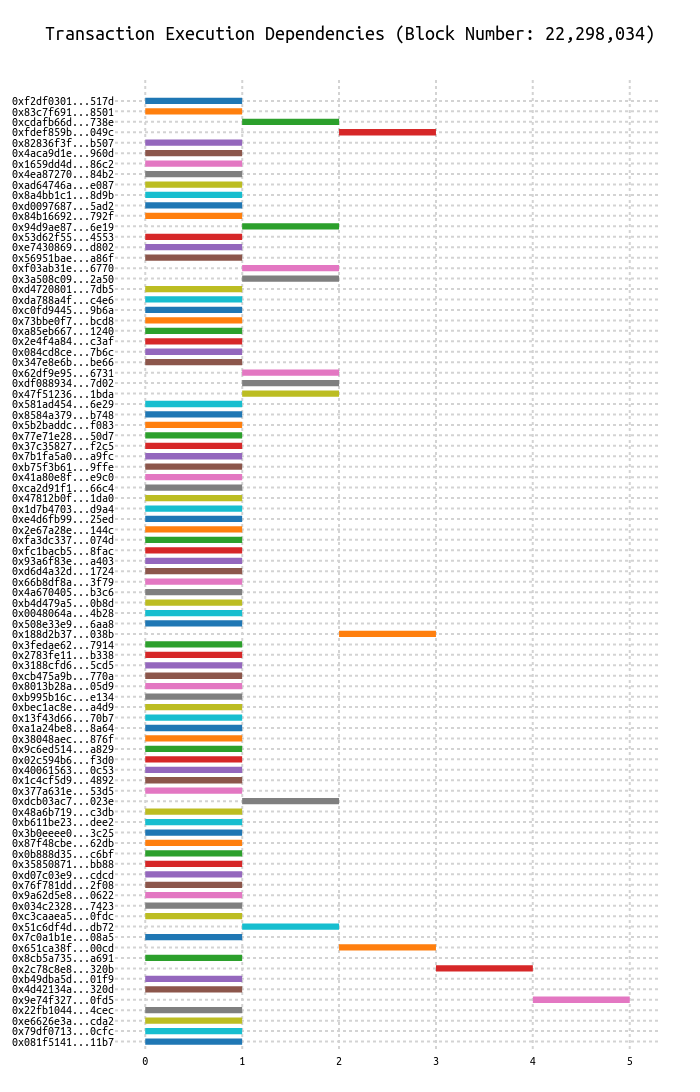 Transaction Execution Dependencies (Block Number: 22,298,034)
0xf2df0301...517d
0x83c7f691...8501
0xcdafb66d...738e
0xfdef859b...049c
0x82836f3f...b507
0x4aca9d1e...960d
0x1659dd4d...86c2
0x4ea87270...84b2
0xad64746a...e087
0x8a4bb1c1...8d9b
0xd0097687...5ad2
0x84b16692...792f
0x94d9ae87...6e19
0x53d62f55...4553
0xe7430869...d802
0x56951bae...a86f
0xf03ab31e...6770
0x3a508c09...2a50
0xd4720801...7db5
0xda788a4f...c4e6
0xc0fd9445...9b6a
0x73bbe0f7...bcd8
0xa85eb667...1240
0x2e4f4a84...c3af
0x084cd8ce...7b6c
0x347e8e6b...be66
0x62df9e95...6731
0xdf088934...7d02
0x47f51236...1bda
0x581ad454...6e29
0x8584a379...b748
0x5b2baddc...f083
0x77e71e28...50d7
0x37c35827...f2c5
0x7b1fa5a0...a9fc
0xb75f3b61...9ffe
0x41a80e8f...e9c0
0xca2d91f1...66c4
0x47812b0f...1da0
0x1d7b4703...d9a4
0xe4d6fb99...25ed
0x2e67a28e...144c
0xfa3dc337...074d
0xfc1bacb5...8fac
0x93a6f83e...a403
0xd6d4a32d...1724
0x66b8df8a...3f79
0x4a670405...b3c6
0xb4d479a5...0b8d
0x0048064a...4b28
0x508e33e9...6aa8
0x188d2b37...038b
0x3fedae62...7914
0x2783fe11...b338
0x3188cfd6...5cd5
0xcb475a9b...770a
0x8013b28a...05d9
0xb995b16c...e134
0xbec1ac8e...a4d9
0x13f43d66...70b7
0xa1a24be8...8a64
0x38048aec...876f
0x9c6ed514...a829
0x02c594b6...f3d0
0x40061563...0c53
0x1c4cf5d9...4892
0x377a631e...53d5
0xdcb03ac7...023e
0x48a6b719...c3db
0xb611be23...dee2
0x3b0eeee0...3c25
0x87f48cbe...62db
0x0b888d35...c6bf
0x35850871...bb88
0xd07c03e9...cdcd
0x76f781dd...2f08
0x9a62d5e8...0622
0x034c2328...7423
0xc3caaea5...0fdc
0x51c6df4d...db72
0x7c0a1b1e...08a5
0x651ca38f...00cd
0x8cb5a735...a691
0x2c78c8e8...320b
0xb49dba5d...01f9
0x4d42134a...320d
0x9e74f327...0fd5
0x22fb1044...4cec
0xe6626e3a...cda2
0x79df0713...0cfc
0x081f5141...11b7
0 1 2 3 4 5